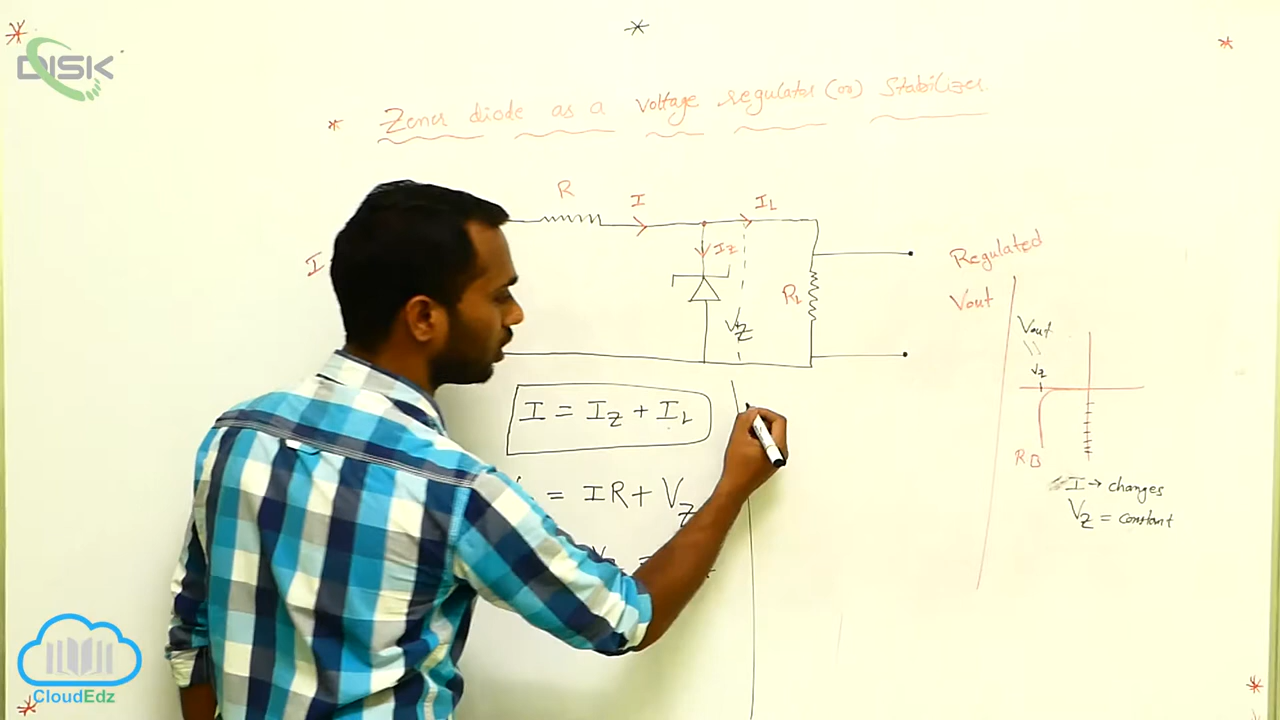 DISK
* Zener diode as a Voltage regulator (or) Stabilizer.
R
I
IL
I
IZ
RL
VZ
Regulated
Vout
Vout
VZ
RB
I → changes
VZ = constant
I = IZ + IL
= IR + VZ
CloudEdz